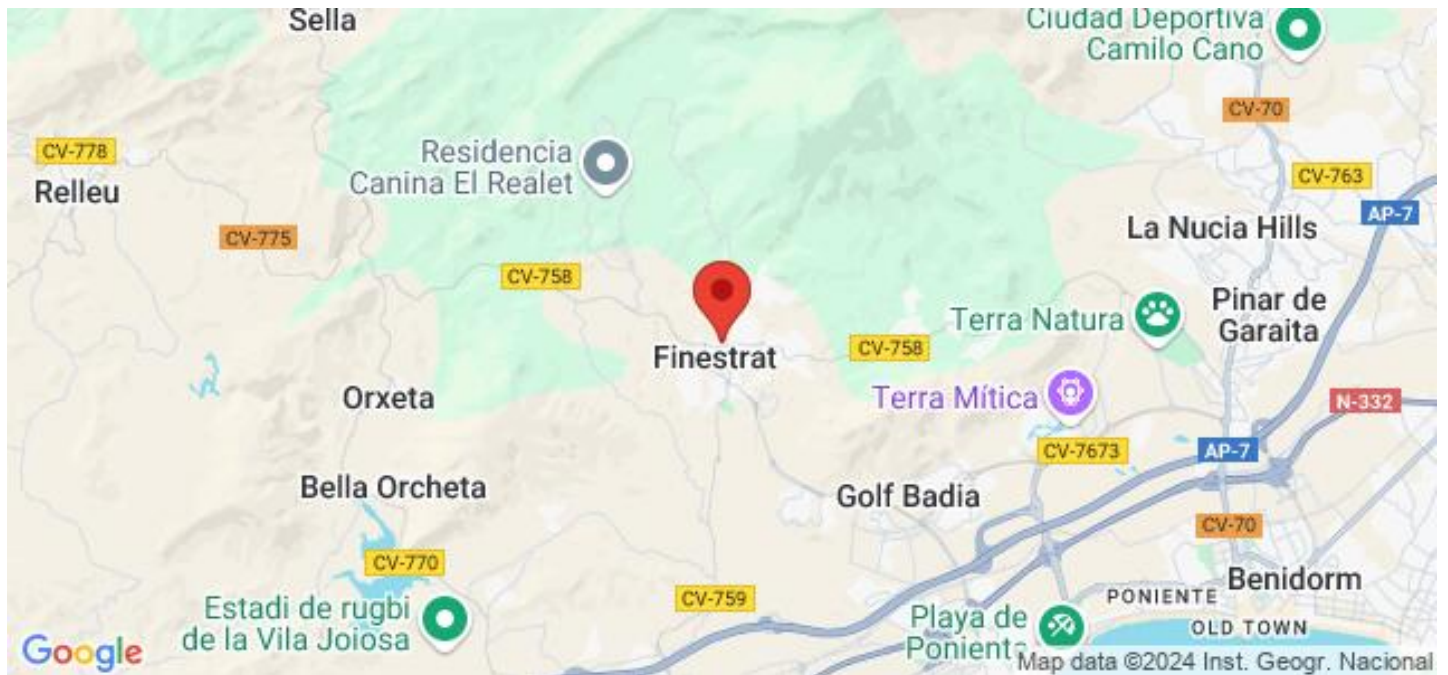 Sella
Ciudad Deportiva
Camilo Cano
CV-70
CV-778
Residencia
Canina El Realet
CV-763
Relleu
AP-7
La Nucia Hills
CV-775
CV-758
Pinar de
Garaita
Terra Natura
Finestrat
CV-758
Orxeta
Terra Mítica
N-332
CV-7673
AP-7
Bella Orcheta
Golf Badia
CV-70
CV-770
Benidorm
CV-759
PONIENTE
Estadi de rugbi
de la Vila Joiosa
Playa de
Poniente
OLD TOWN
Google
Map data ©2024 Inst. Geogr. Nacional